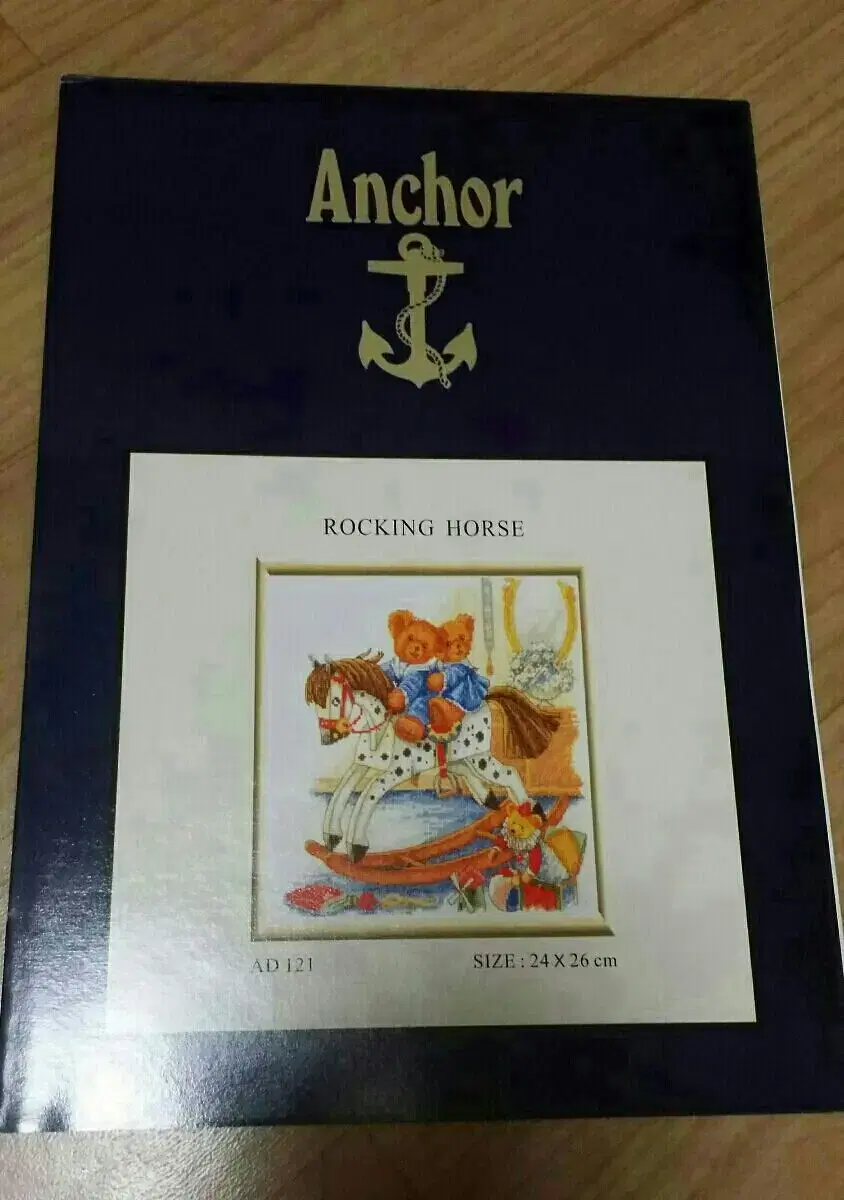 Anchor
ROCKING HORSE
AD 121
SIZE : 24 X 26 cm